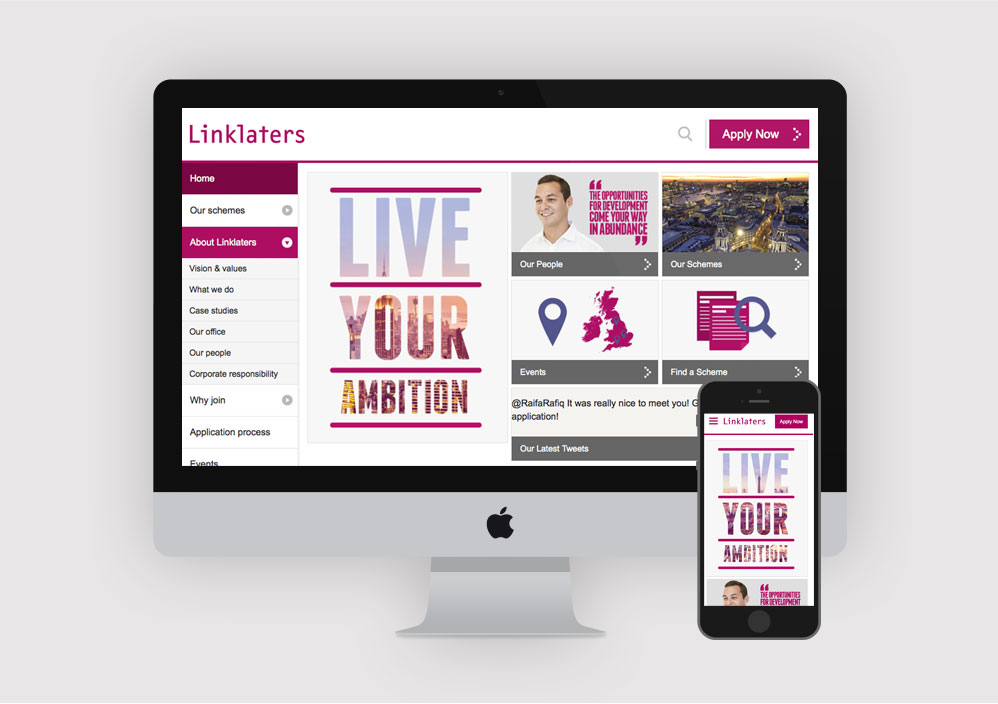 Linklaters
Apply Now
Home
Our schemes
About Linklaters
Vision & values
What we do
Case studies
Our office
Our people
Corporate responsibility
Why join
Application process
Events
LIVE
YOUR
AMBITION
“ THE OPPORTUNITIES
FOR DEVELOPMENT
COME YOUR WAY
IN ABUNDANCE ”
Our People
Our Schemes
Events
Find a Scheme
@RaifaRafiq It was really nice to meet you! G
application!
Our Latest Tweets
Linklaters
Apply Now
LIVE
YOUR
AMBITION
“ THE OPPORTUNITIES
FOR DEVELOPMENT